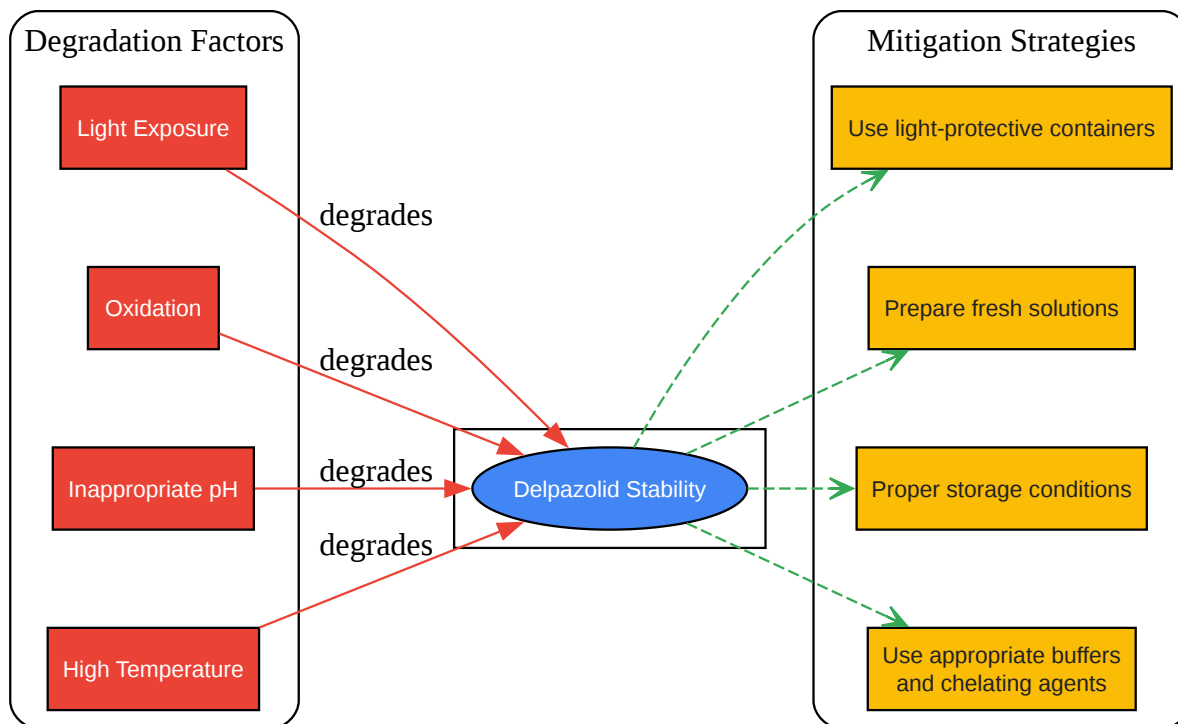 Degradation Factors
Light Exposure
Oxidation
Inappropriate pH
High Temperature
degrades
degrades
degrades
degrades
Delpazolid Stability
Mitigation Strategies
Use light-protective containers
Prepare fresh solutions
Proper storage conditions
Use appropriate buffers
and chelating agents